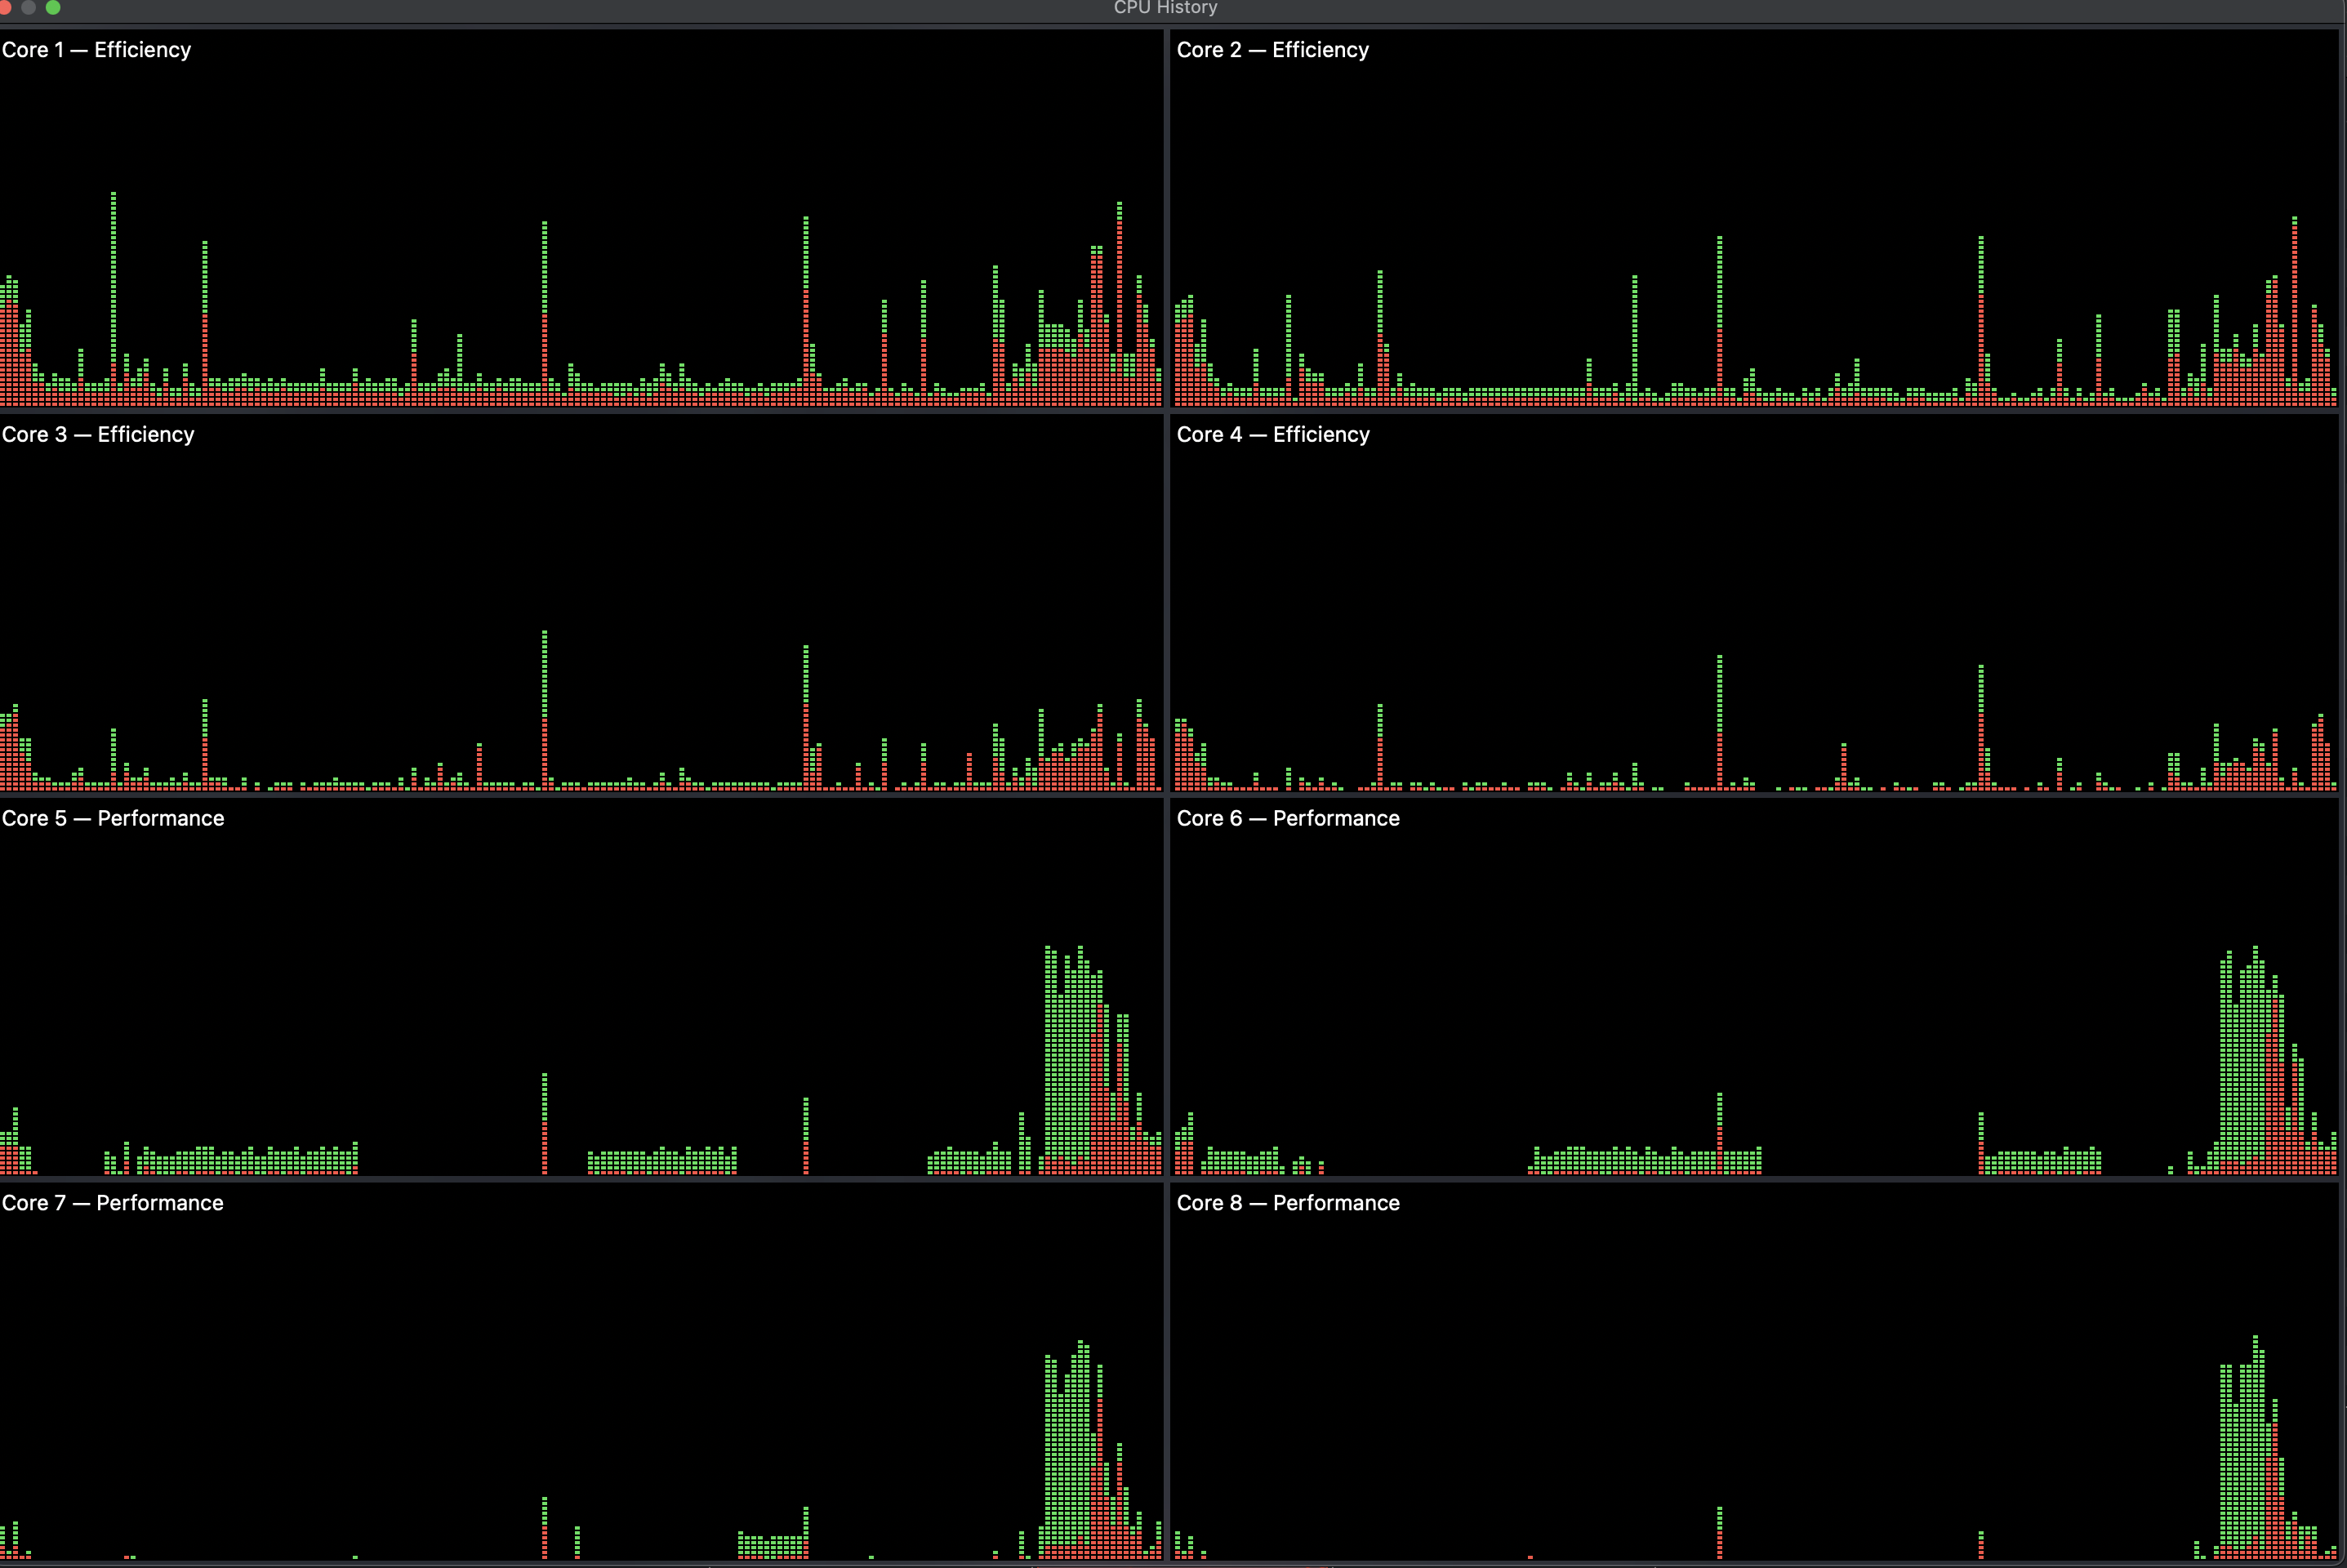 CPU History
Core 1 — Efficiency
Core 2 — Efficiency
Core 3 — Efficiency
Core 4 — Efficiency
Core 5 — Performance
Core 6 — Performance
Core 7 — Performance
Core 8 — Performance